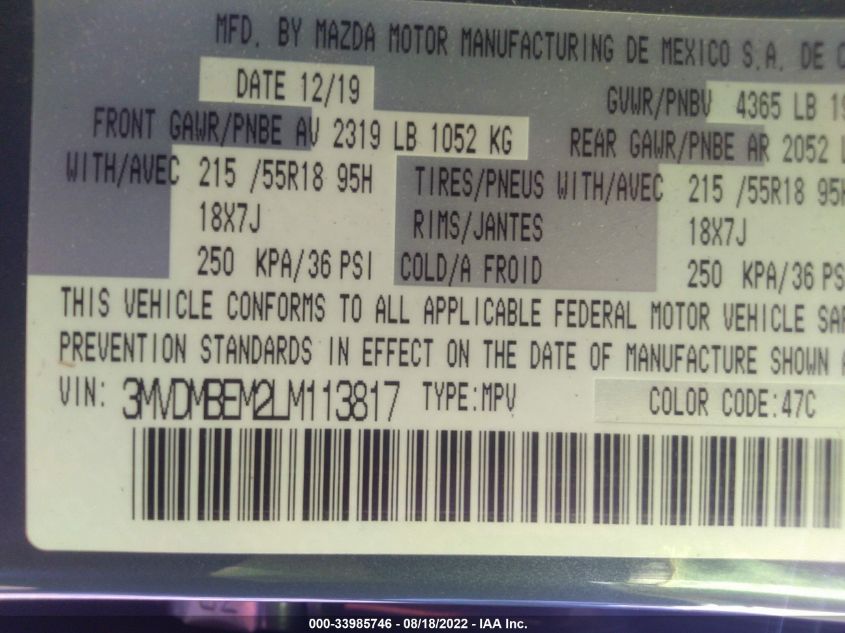 MFD. BY MAZDA MOTOR MANUFACTURING DE MEXICO S.A. DE C
DATE 12/19 GVWR/PNBV 4365 LB 19
FRONT GAWR/PNBE AV 2319 LB 1052 KG REAR GAWR/PNBE AR 2052 L
WITH/AVEC 215 /55R18 95H TIRES/PNEUS WITH/AVEC 215 /55R18 95H
18X7J RIMS/JANTES 18X7J
250 KPA/36 PSI COLD/A FROID 250 KPA/36 PS
THIS VEHICLE CONFORMS TO ALL APPLICABLE FEDERAL MOTOR VEHICLE SAF
PREVENTION STANDARDS IN EFFECT ON THE DATE OF MANUFACTURE SHOWN A
VIN: 3MVDMBEM2LM113817 TYPE:MPV COLOR CODE:47C
000-33985746 - 08/18/2022 - IAA Inc.